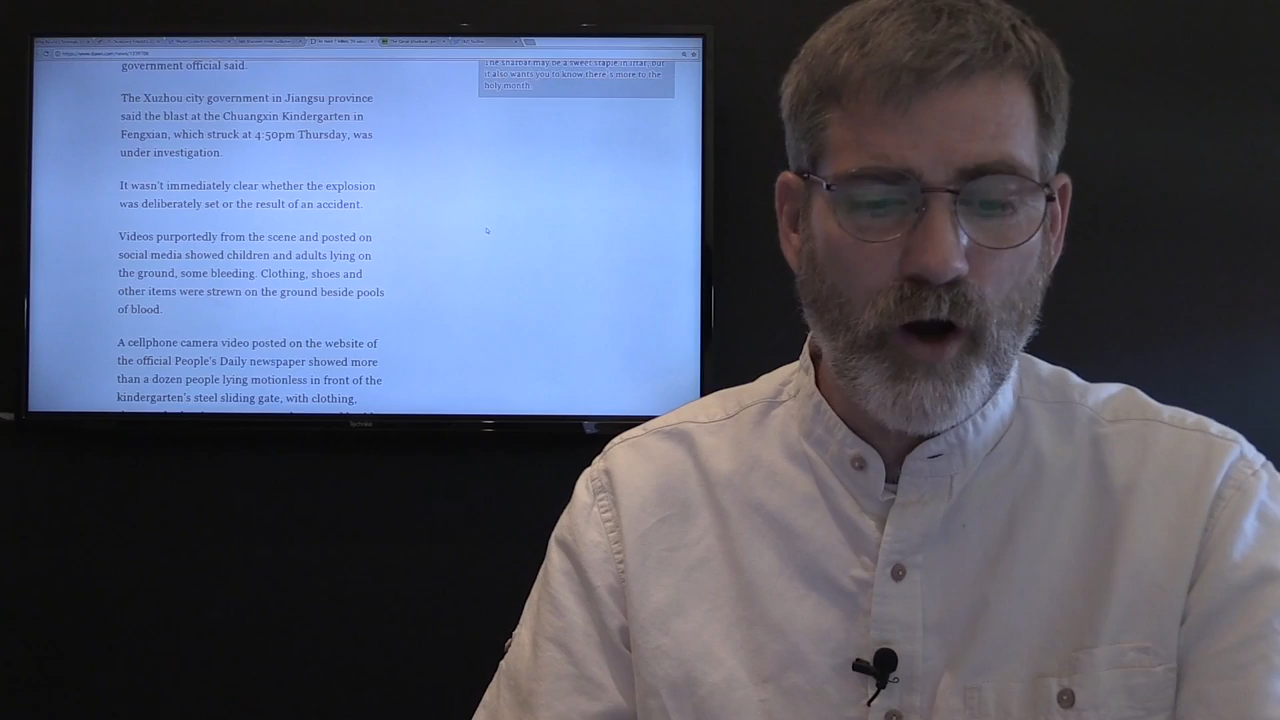 https://www.dawn.com/news/1339706
government official said.
The sharbat may be a sweet staple in iftar, but
it also wants you to know there's more to the
holy month.
The Xuzhou city government in Jiangsu province
said the blast at the Chuangxin Kindergarten in
Fengxian, which struck at 4:50pm Thursday, was
under investigation.
It wasn't immediately clear whether the explosion
was deliberately set or the result of an accident.
Videos purportedly from the scene and posted on
social media showed children and adults lying on
the ground, some bleeding. Clothing, shoes and
other items were strewn on the ground beside pools
of blood.
A cellphone camera video posted on the website of
the official People's Daily newspaper showed more
than a dozen people lying motionless in front of the
kindergarten's steel sliding gate, with clothing,